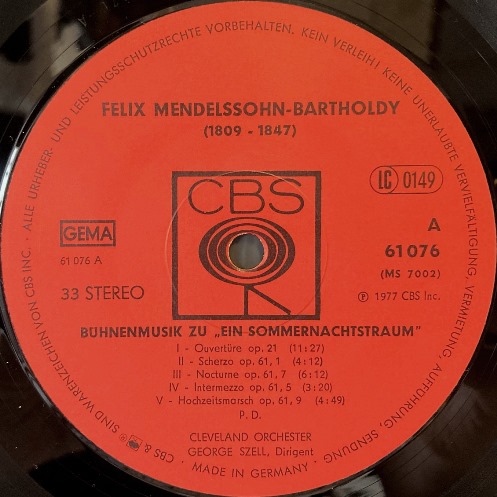 ALLE URHEBER- UND LEISTUNGSSCHUTZRECHTE VORBEHALTEN. KEIN VERLEIH! KEINE UNERLAUBTE VERVIELFÄLTIGUNG, VERMIETUNG, AUFFÜHRUNG, SENDUNG
FELIX MENDELSSOHN-BARTHOLDY
(1809 - 1847)
CBS
LC 0149
GEMA
A
61 076 A
61 076
(MS 7002)
33 STEREO
Ⓟ 1977 CBS Inc.
BÜHNENMUSIK ZU „EIN SOMMERNACHTSTRAUM"
I - Ouvertüre op. 21 (11:27)
II - Scherzo op. 61, 1 (4:12)
III - Nocturne op. 61, 7 (6:12)
IV - Intermezzo op. 61, 5 (3:20)
V - Hochzeitsmarsch op. 61, 9 (4:49)
P. D.
CLEVELAND ORCHESTER
GEORGE SZELL, Dirigent
CBS & SIND WARENZEICHEN VON CBS INC.
MADE IN GERMANY